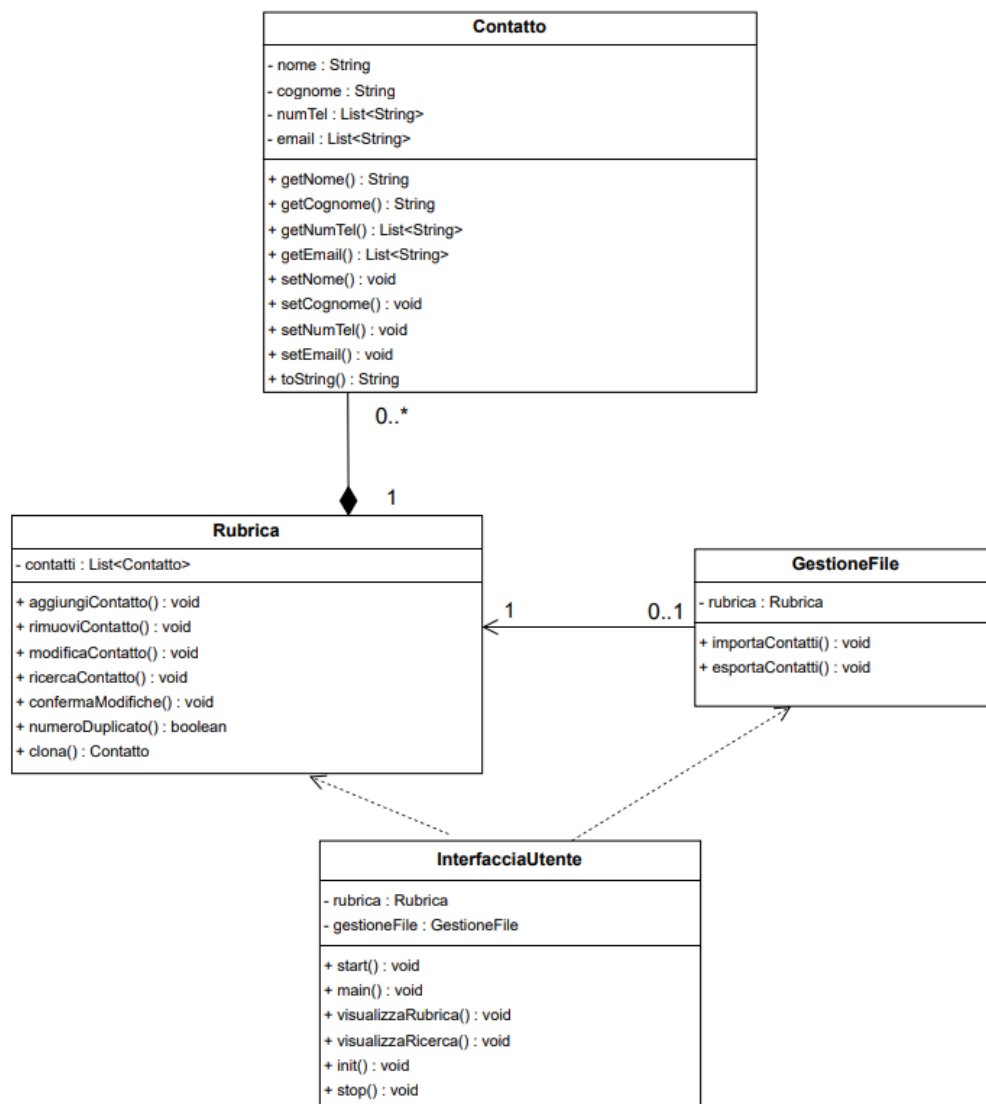 Contatto
- nome : String
- cognome : String
- numTel : List<String>
- email : List<String>
+ getNome() : String
+ getCognome() : String
+ getNumTel() : List<String>
+ getEmail() : List<String>
+ setNome() : void
+ setCognome() : void
+ setNumTel() : void
+ setEmail() : void
+ toString() : String
0..*
1
Rubrica
- contatti : List<Contatto>
+ aggiungiContatto() : void
+ rimuoviContatto() : void
+ modificaContatto() : void
+ ricercaContatto() : void
+ confermaModifiche() : void
+ numeroDuplicato() : boolean
+ clona() : Contatto
1
0..1
GestioneFile
- rubrica : Rubrica
+ importaContatti() : void
+ esportaContatti() : void
InterfacciaUtente
- rubrica : Rubrica
- gestioneFile : GestioneFile
+ start() : void
+ main() : void
+ visualizzaRubrica() : void
+ visualizzaRicerca() : void
+ init() : void
+ stop() : void